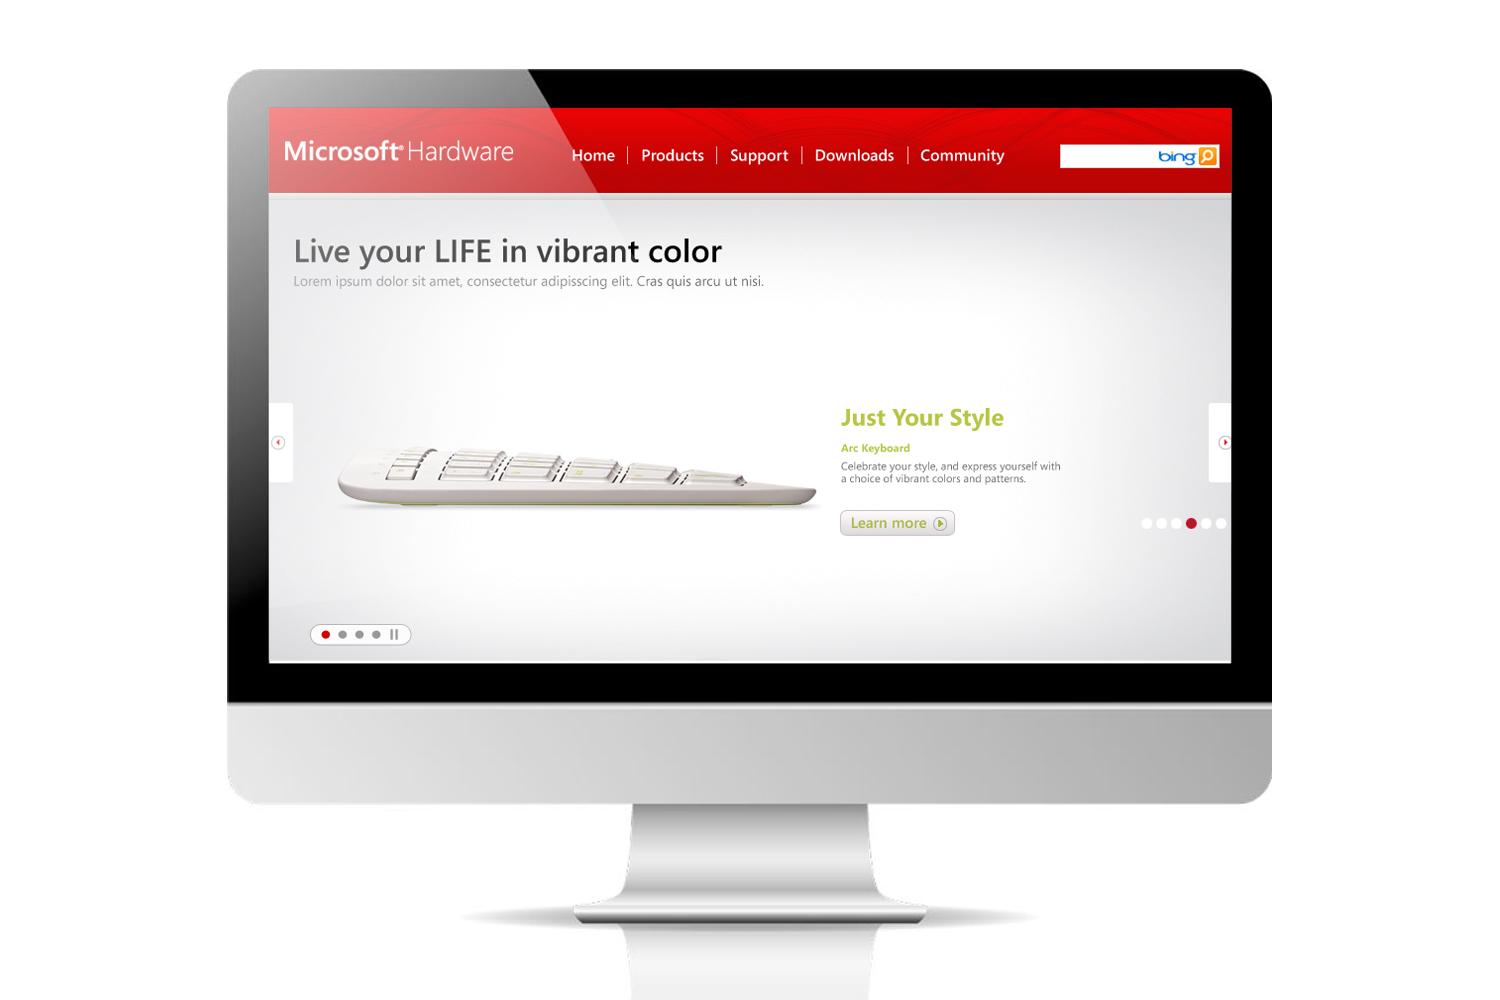 Microsoft® Hardware
Home | Products | Support | Downloads | Community
bing
Live your LIFE in vibrant color
Lorem ipsum dolor sit amet, consectetur adipisscing elit. Cras quis arcu ut nisi.
Just Your Style
Arc Keyboard
Celebrate your style, and express yourself with
a choice of vibrant colors and patterns.
Learn more